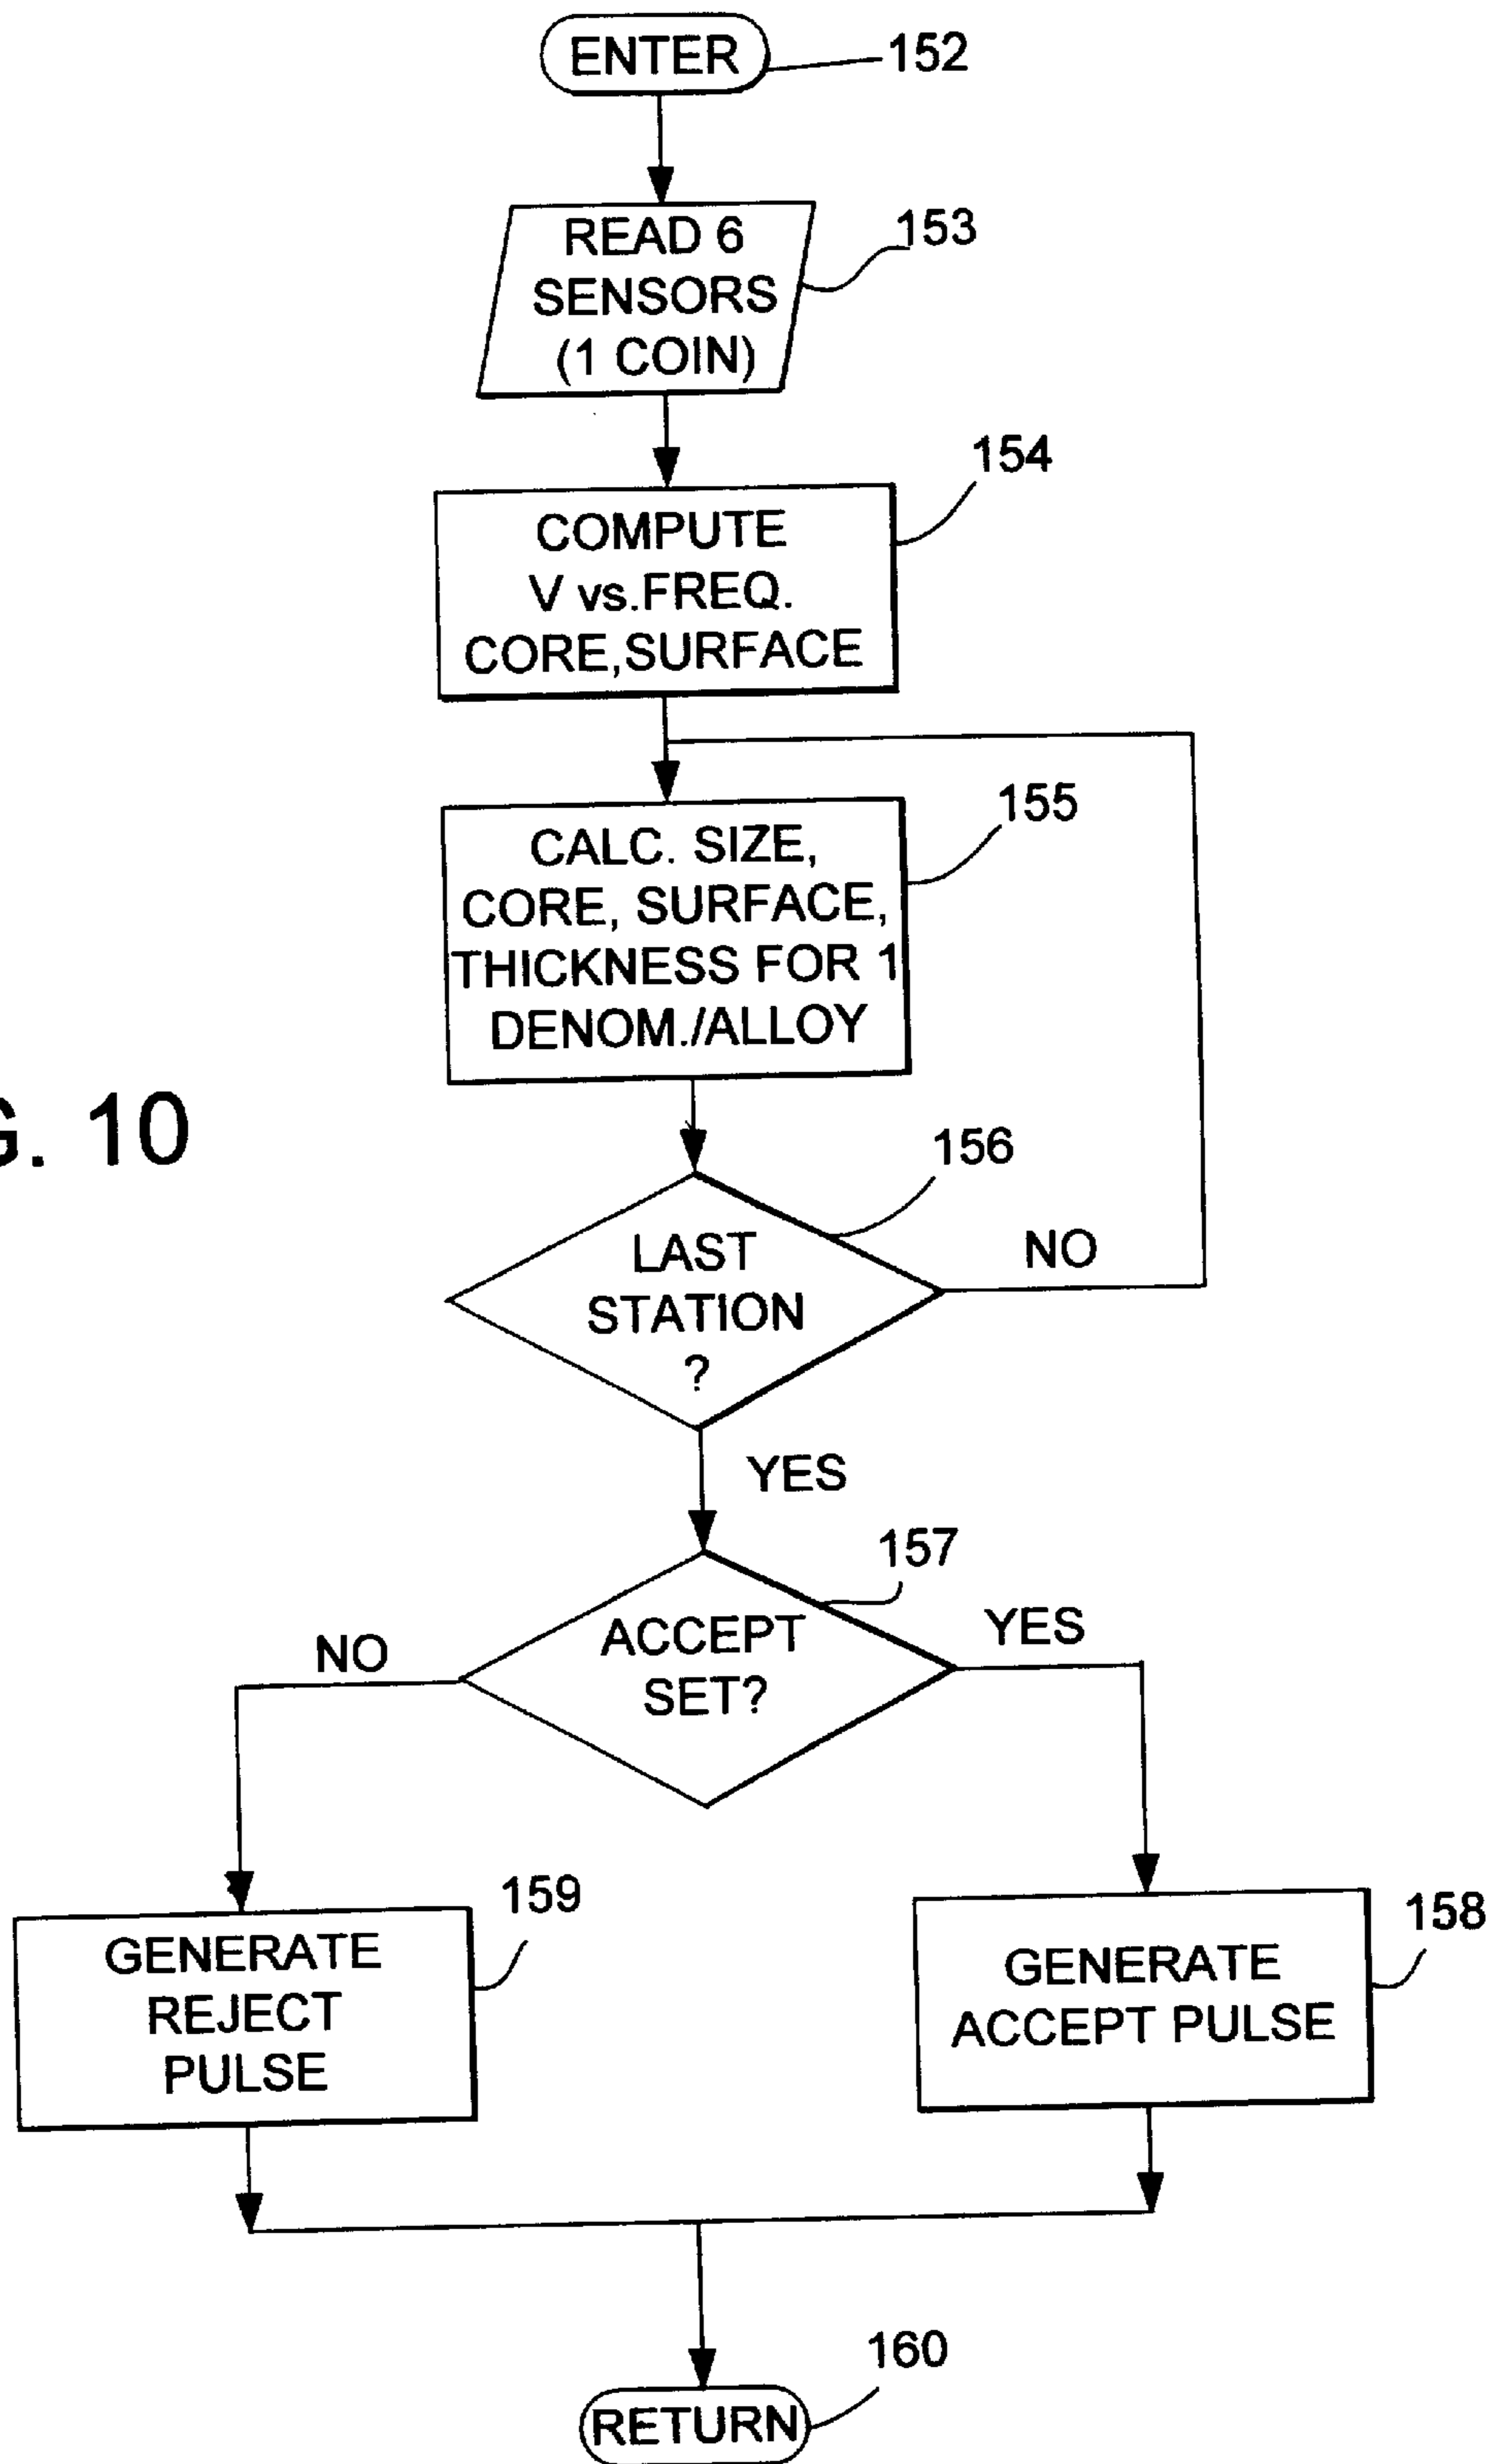 ENTER
152
READ 6
SENSORS
(1 COIN)
153
COMPUTE
V vs.FREQ.
CORE,SURFACE
154
CALC. SIZE,
CORE, SURFACE,
THICKNESS FOR 1
DENOM./ALLOY
155
G. 10
LAST
STATION
?
156
NO
YES
ACCEPT
SET?
157
NO
YES
GENERATE
REJECT
PULSE
159
GENERATE
ACCEPT PULSE
158
RETURN
160